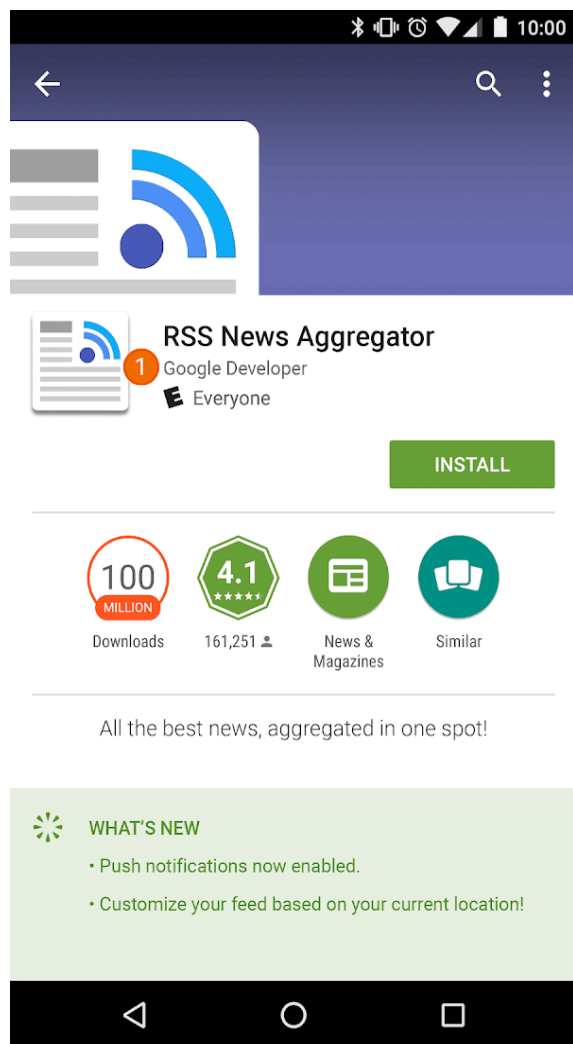 10:00
RSS News Aggregator
1
Google Developer
E Everyone
INSTALL
100
MILLION
4.1
Downloads
161,251
News &
Magazines
Similar
All the best news, aggregated in one spot!
WHAT'S NEW
• Push notifications now enabled.
• Customize your feed based on your current location!